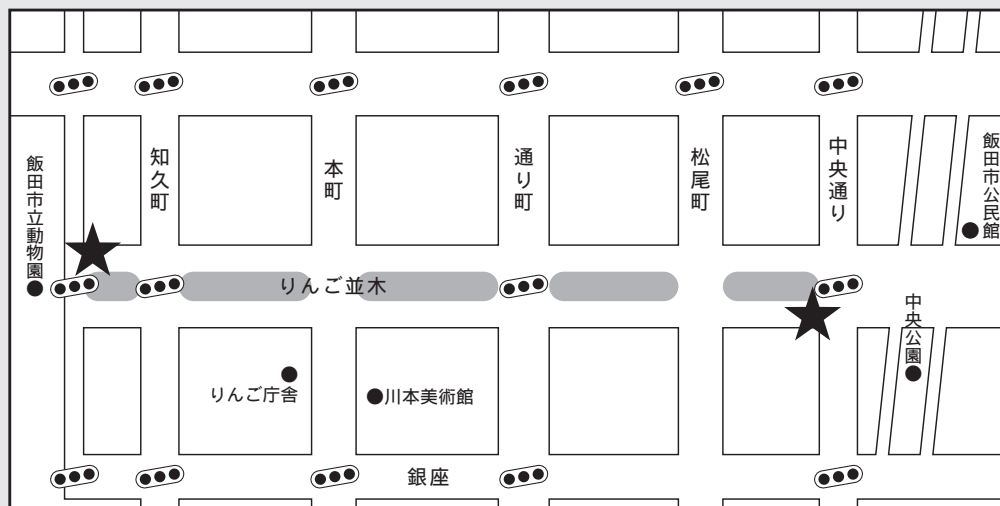 飯田市立動物園
知久町
本町
通り町
松尾町
中央通り
飯田市公民館
りんご並木
中央公園
りんご庁舎
川本美術館
銀座